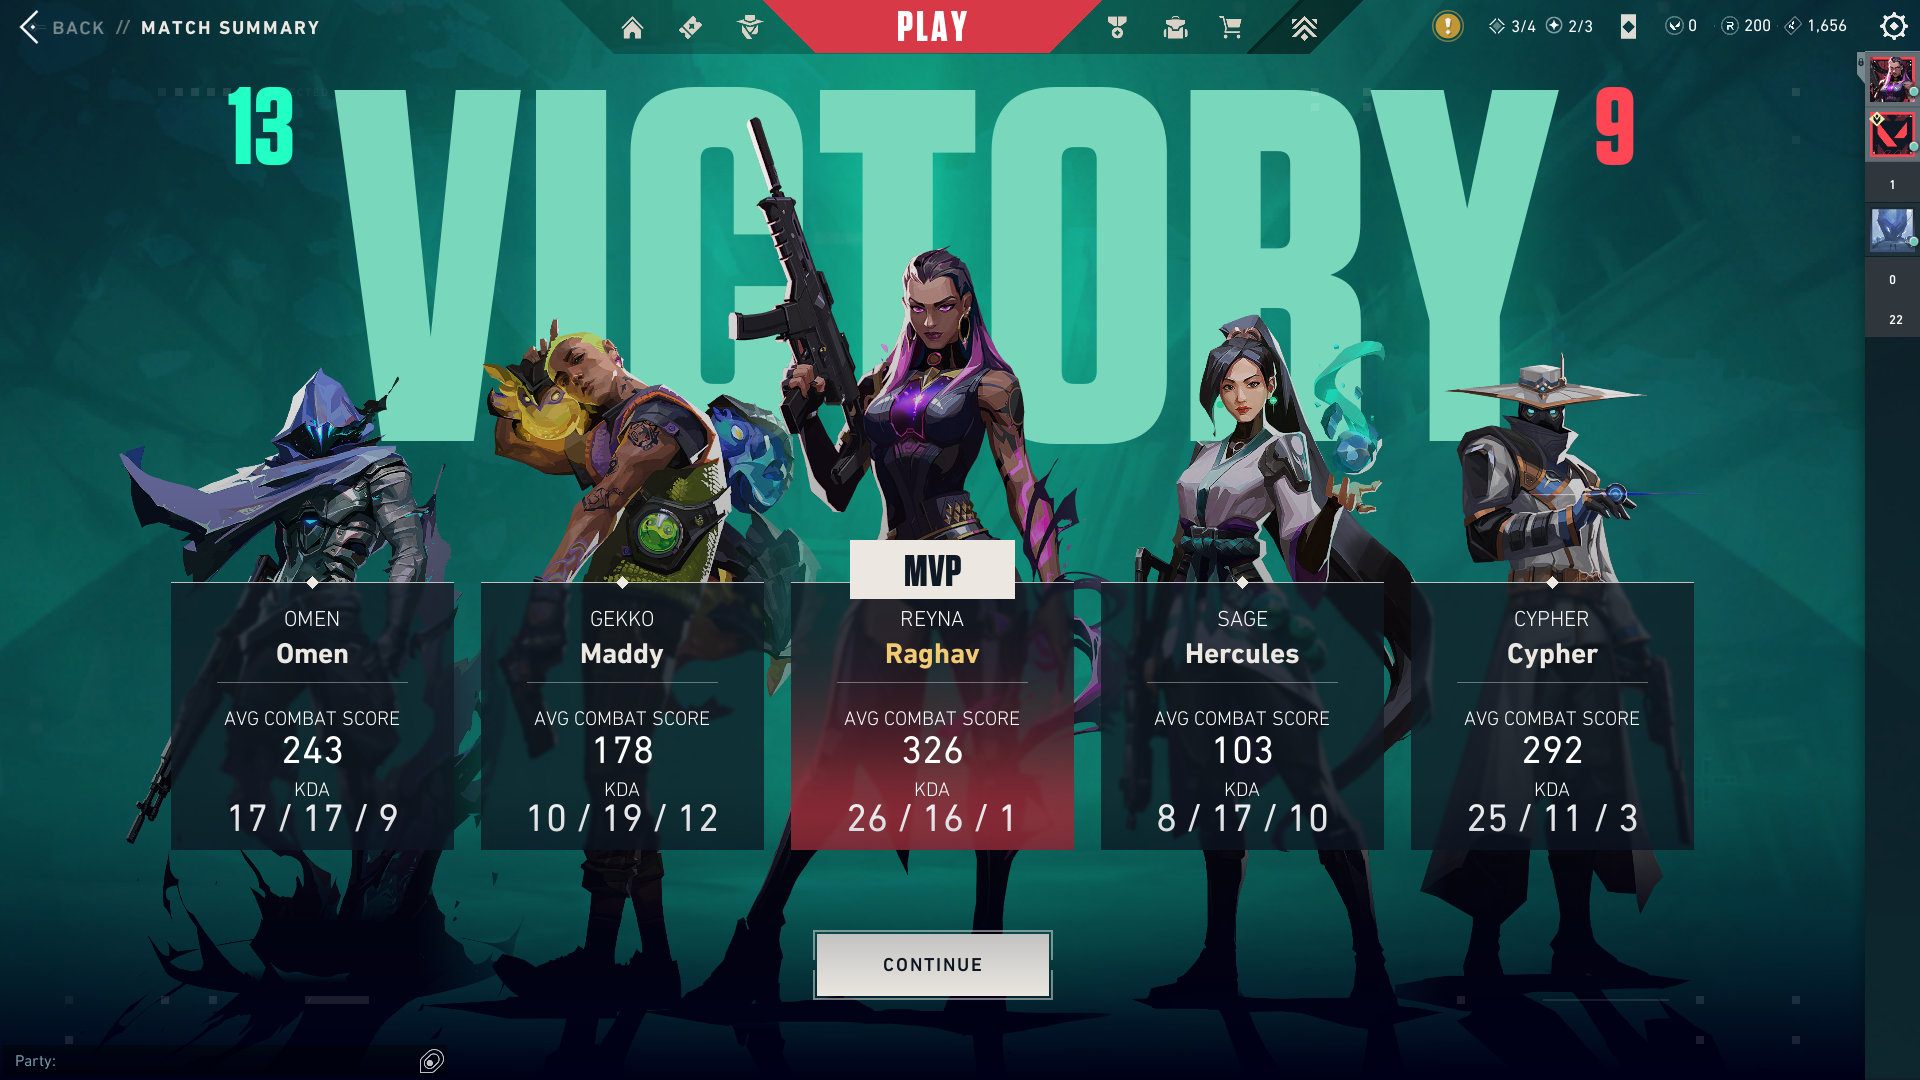 BACK // MATCH SUMMARY
PLAY
3/4 2/3 0 200 1,656
13 VICTORY 9
1
0
22
MVP
OMEN
Omen
AVG COMBAT SCORE
243
KDA
17 / 17 / 9
GEKKO
Maddy
AVG COMBAT SCORE
178
KDA
10 / 19 / 12
REYNA
Raghav
AVG COMBAT SCORE
326
KDA
26 / 16 / 1
SAGE
Hercules
AVG COMBAT SCORE
103
KDA
8 / 17 / 10
CYPHER
Cypher
AVG COMBAT SCORE
292
KDA
25 / 11 / 3
CONTINUE
Party: